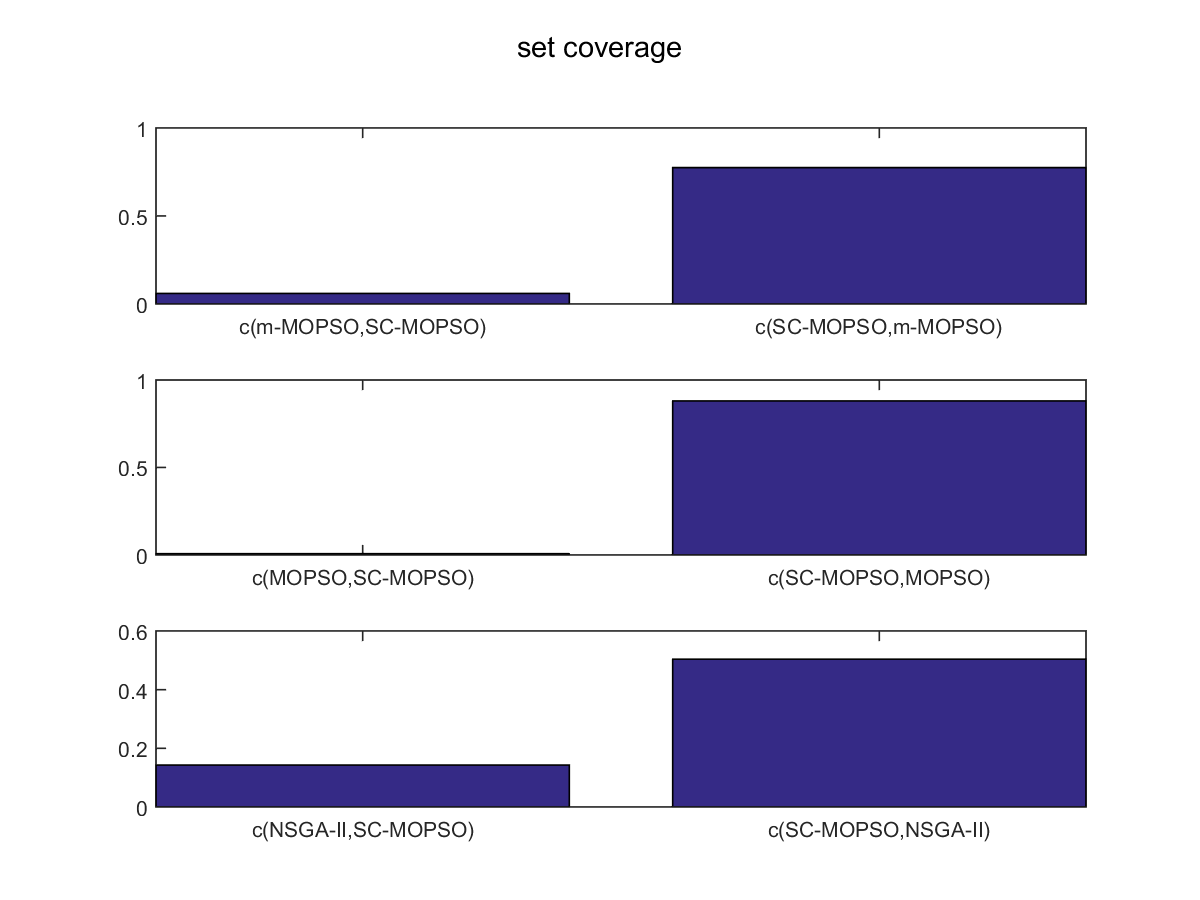 set coverage
1
0.5
0
c(m-MOPSO,SC-MOPSO) c(SC-MOPSO,m-MOPSO)
1
0.5
0
c(MOPSO,SC-MOPSO) c(SC-MOPSO,MOPSO)
0.6
0.4
0.2
0
c(NSGA-II,SC-MOPSO) c(SC-MOPSO,NSGA-II)